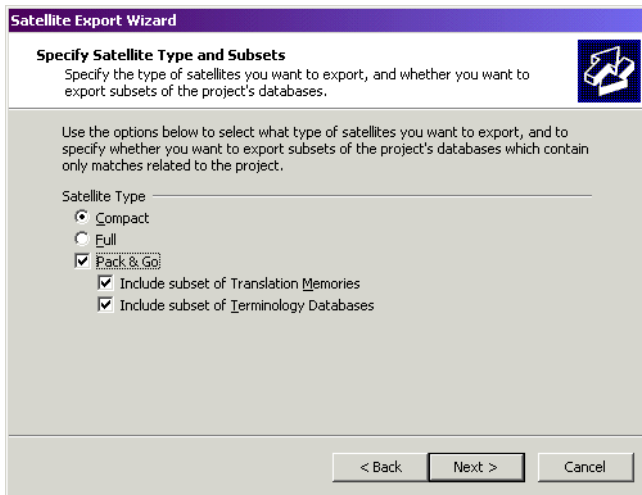 Satellite Export Wizard
Specify Satellite Type and Subsets
Specify the type of satellites you want to export, and whether you want to
export subsets of the project's databases.
Use the options below to select what type of satellites you want to export, and to
specify whether you want to export subsets of the project's databases which contain
only matches related to the project.
Satellite Type
Compact
Full
Pack & Go
Include subset of Translation Memories
Include subset of Terminology Databases
< Back Next > Cancel